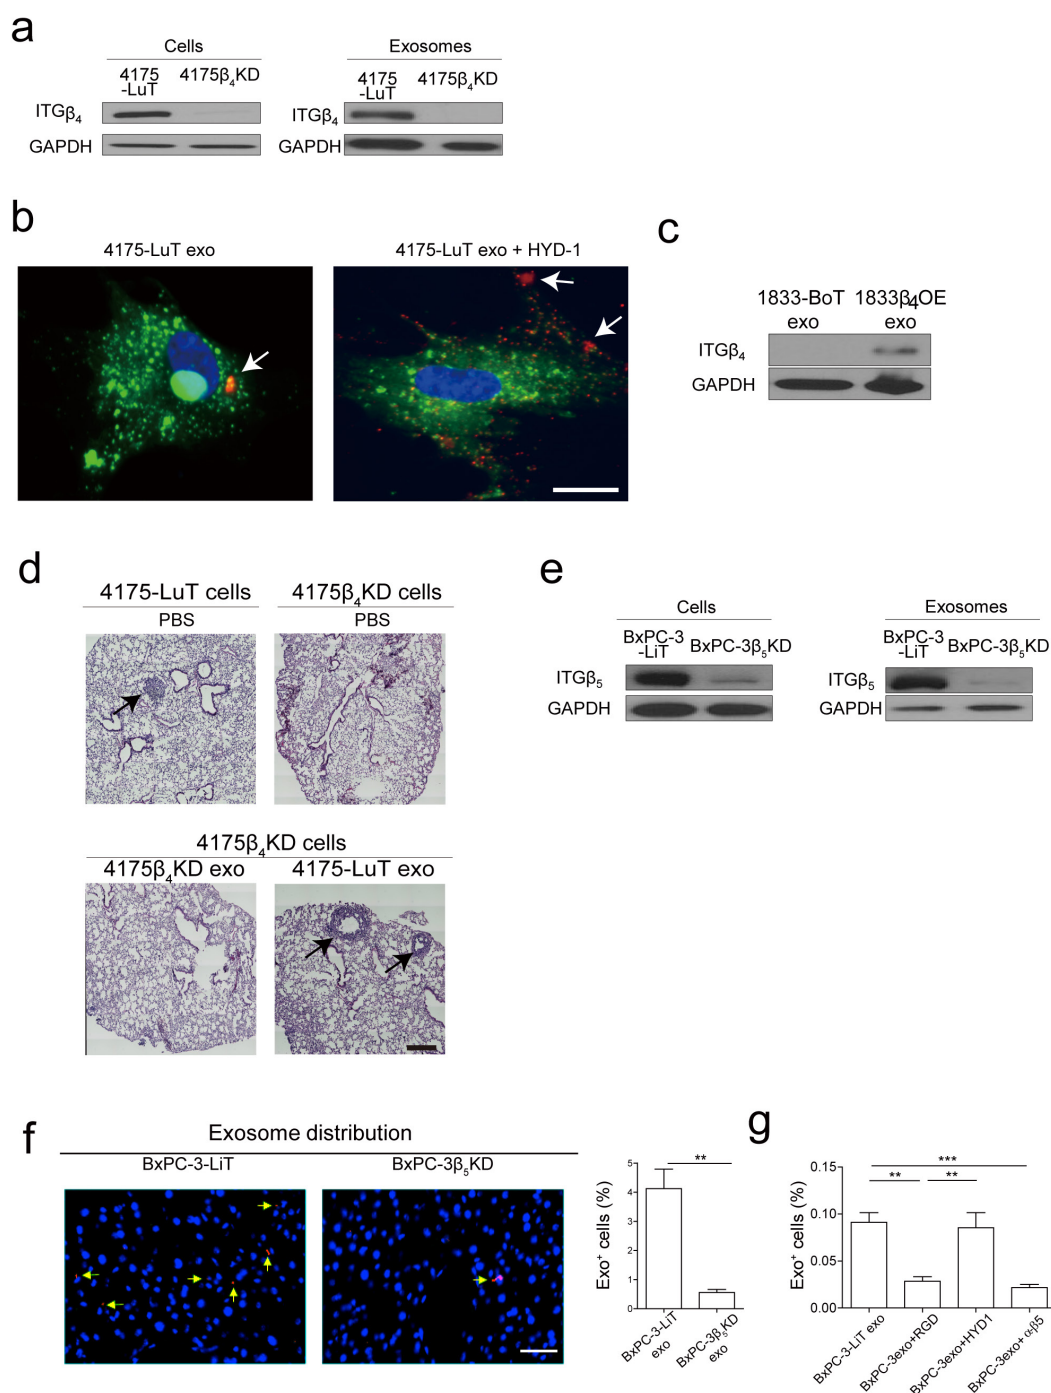 a
Cells
Exosomes
4175
-LuT
4175β4KD
4175
-LuT
4175β4KD
ITGβ4
ITGβ4
GAPDH
GAPDH
b
4175-LuT exo
4175-LuT exo + HYD-1
c
1833-BoT
exo
1833β4OE
exo
ITGβ4
GAPDH
d
4175-LuT cells
4175β4KD cells
PBS
PBS
4175β4KD cells
4175β4KD exo
4175-LuT exo
e
Cells
Exosomes
BxPC-3
-LiT
BxPC-3β5KD
BxPC-3
-LiT
BxPC-3β5KD
ITGβ5
ITGβ5
GAPDH
GAPDH
f
Exosome distribution
BxPC-3-LiT
BxPC-3β5KD
Exo+ cells (%)
5
4
3
2
1
0
**
BxPC-3-LiT
exo
BxPC-3β5KD
exo
g
Exo+ cells (%)
0.15
0.10
0.05
0.00
***
**
**
BxPC-3-LiT exo
BxPC-3exo+RGD
BxPC-3exo+HYD1
BxPC-3exo+ α-β5